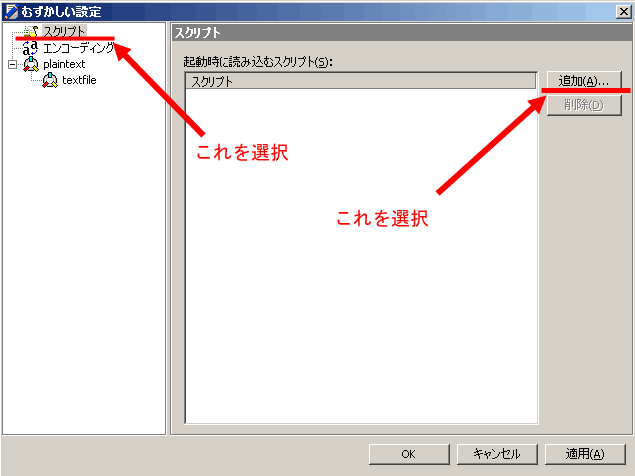 むずかしい設定
スクリプト
エンコーディング
plaintext
textfile
スクリプト
起動時に読み込むスクリプト(S):
スクリプト
追加(A)...
削除(D)
これを選択
これを選択
OK
キャンセル
適用(A)